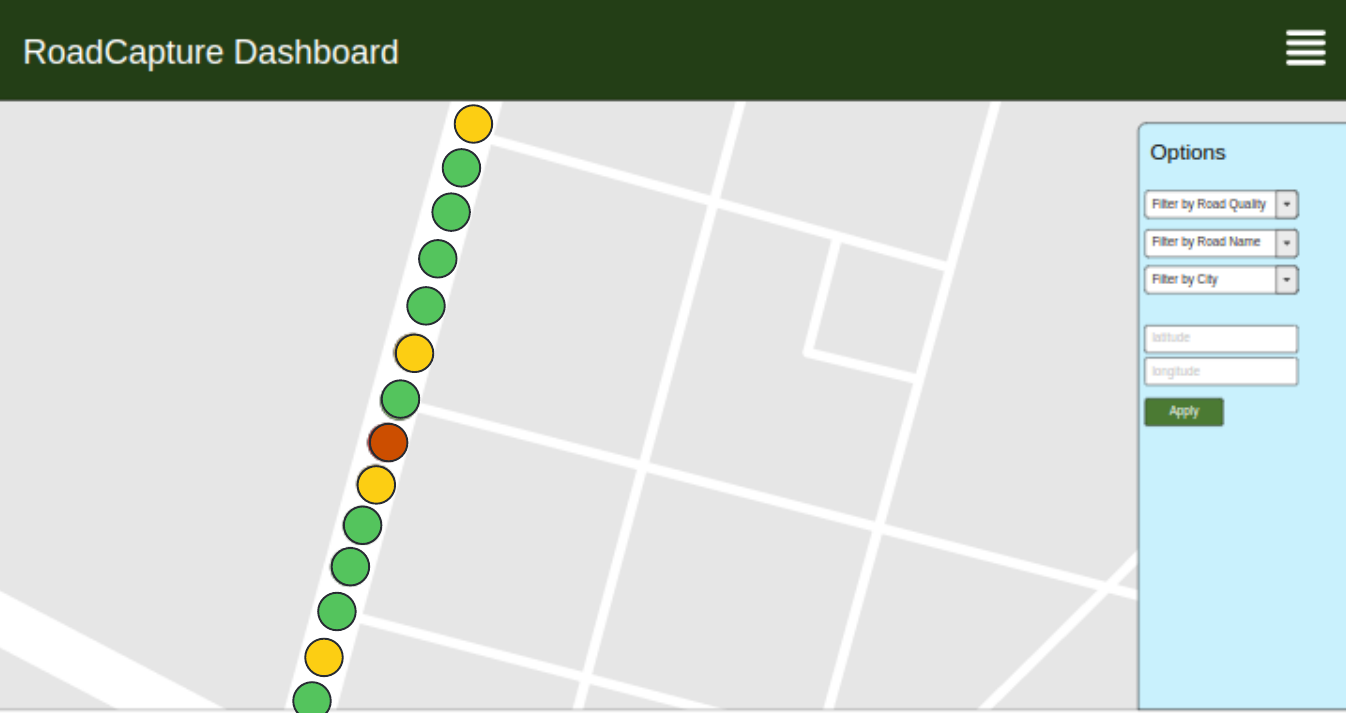 RoadCapture Dashboard
Options
Filter by Road Quality
Filter by Road Name
Filter by City
latitude
longitude
Apply